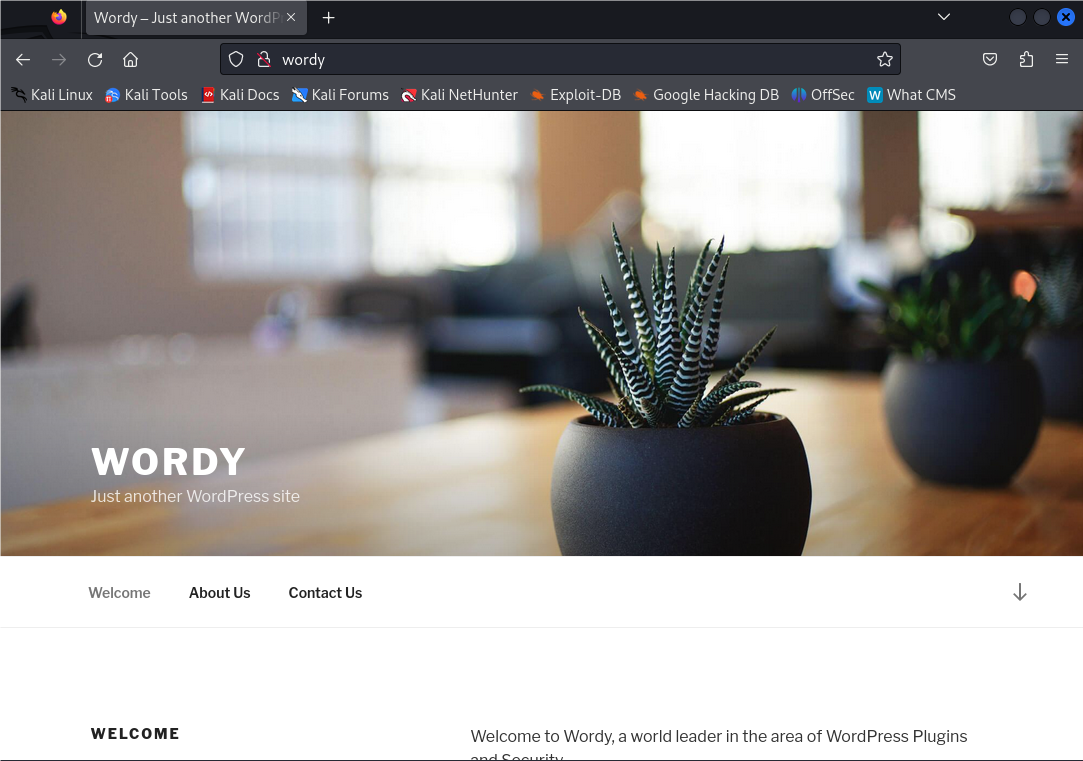 Wordy – Just another WordP
wordy
Kali Linux Kali Tools Kali Docs Kali Forums Kali NetHunter Exploit-DB Google Hacking DB OffSec W What CMS
WORDY
Just another WordPress site
Welcome About Us Contact Us
WELCOME
Welcome to Wordy, a world leader in the area of WordPress Plugins
and Security